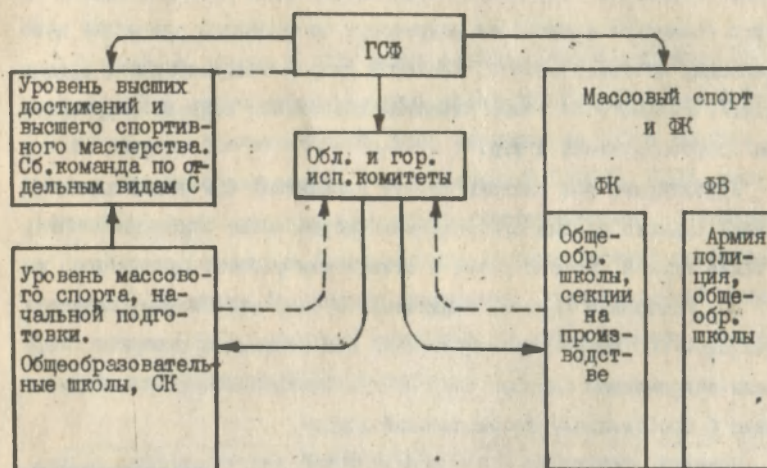 ГСФ
Уровень высших
достижений и
высшего спортив-
ного мастерства.
Сб.команда по от-
дельным видам С
Обл. и гор.
исп.комитеты
Массовый спорт
и ФК
ФК
ФВ
Уровень массово-
го спорта, на-
чальной подго-
товки.
Общеобразователь-
ные школы, СК
Обще-
обр.
школы,
секции
на
произ-
водст-
ве
Армия
поли-
ция,
обще-
обр.
школы